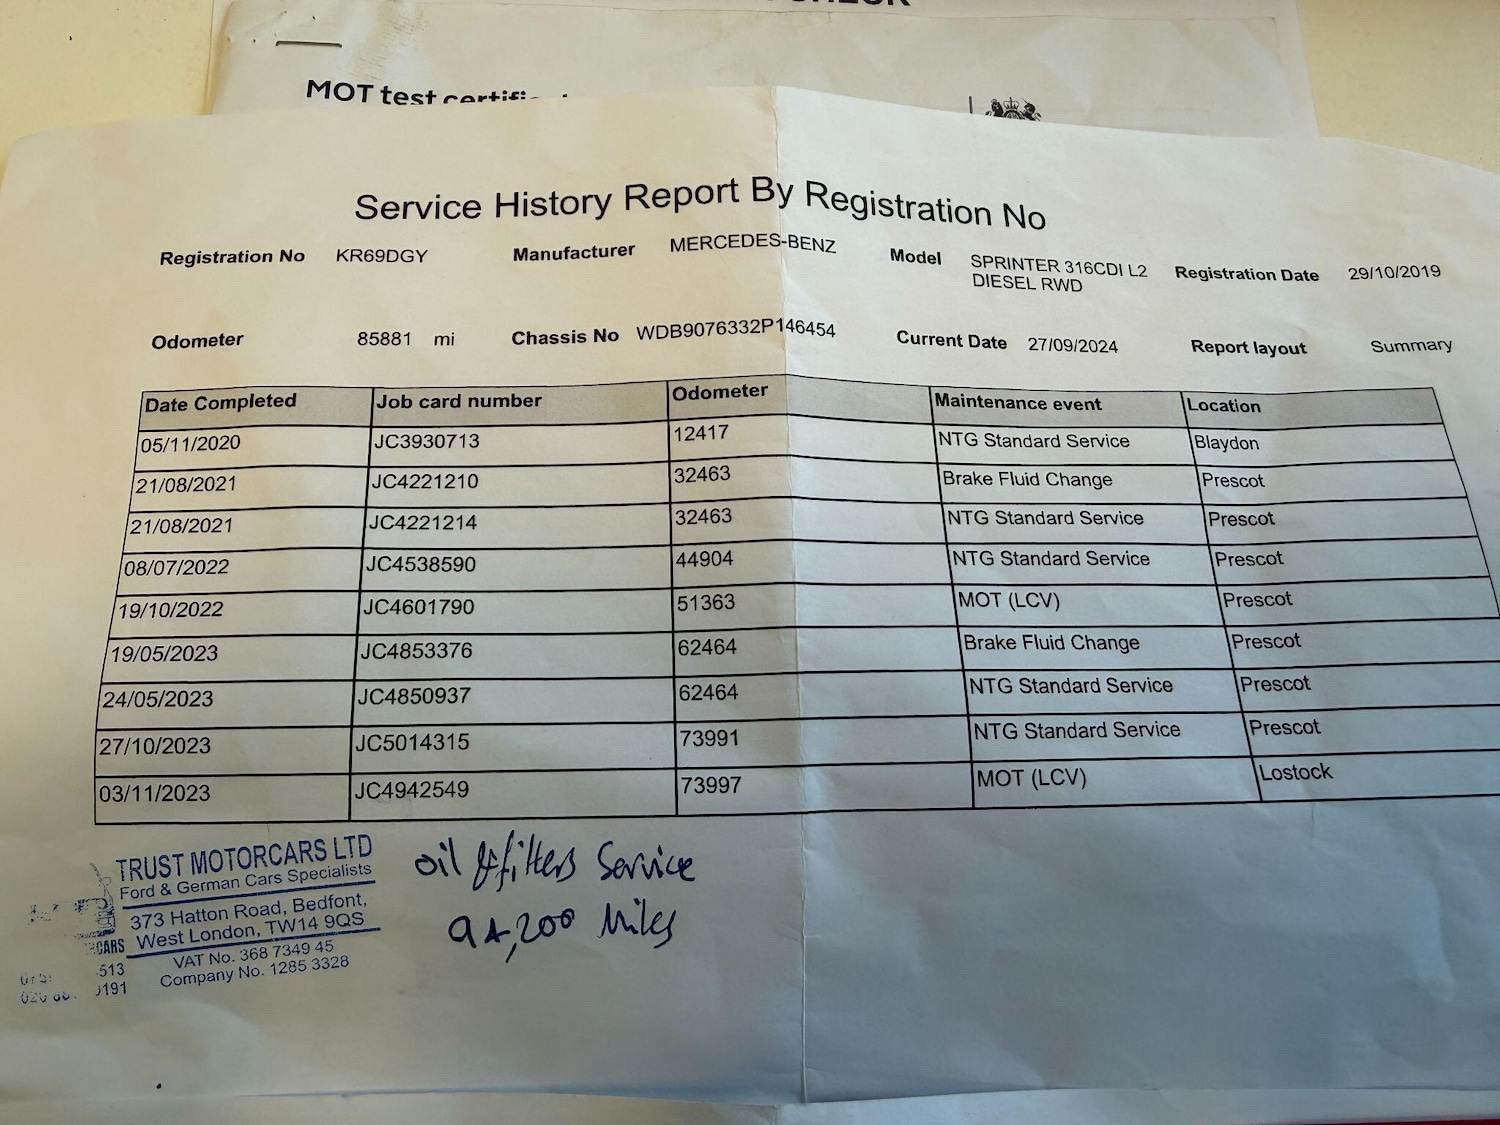 MOT test
Service History Report By Registration No
Registration No KR69DGY Manufacturer MERCEDES-BENZ Model SPRINTER 316CDI L2 Registration Date 29/10/2019
DIESEL RWD
Odometer 85881 mi Chassis No WDB9076332P146454 Current Date 27/09/2024 Report layout Summary
Date Completed Job card number Odometer Maintenance event Location
05/11/2020 JC3930713 12417 NTG Standard Service Blaydon
21/08/2021 JC4221210 32463 Brake Fluid Change Prescot
21/08/2021 JC4221214 32463 NTG Standard Service Prescot
08/07/2022 JC4538590 44904 NTG Standard Service Prescot
19/10/2022 JC4601790 51363 MOT (LCV) Prescot
19/05/2023 JC4853376 62464 Brake Fluid Change Prescot
24/05/2023 JC4850937 62464 NTG Standard Service Prescot
27/10/2023 JC5014315 73991 NTG Standard Service Prescot
03/11/2023 JC4942549 73997 MOT (LCV) Lostock
TRUST MOTORCARS LTD
Ford & German Cars Specialists
373 Hatton Road, Bedfont,
West London, TW14 9QS
VAT No. 368 7349 45
Company No. 1285 3328
oil & filters Service
94,200 Miles